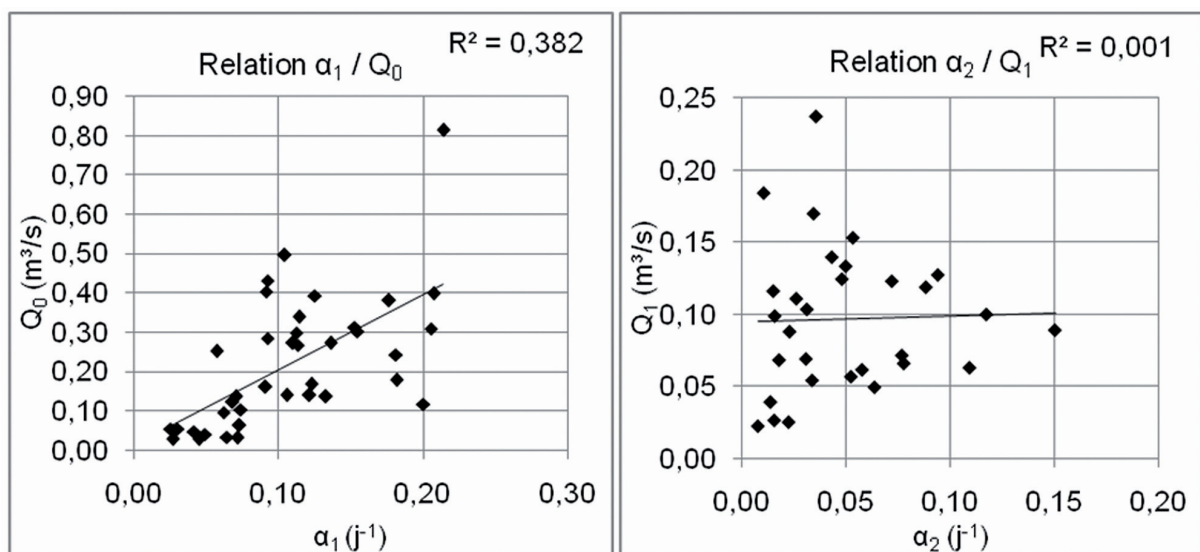 Relation α₁ / Q₀
R² = 0,382
0,90
0,80
0,70
0,60
0,50
0,40
0,30
0,20
0,10
0,00
Q₀ (m³/s)
0,00 0,10 0,20 0,30
α₁ (j⁻¹)
Relation α₂ / Q₁
R² = 0,001
0,25
0,20
0,15
0,10
0,05
0,00
Q₁ (m³/s)
0,00 0,05 0,10 0,15 0,20
α₂ (j⁻¹)